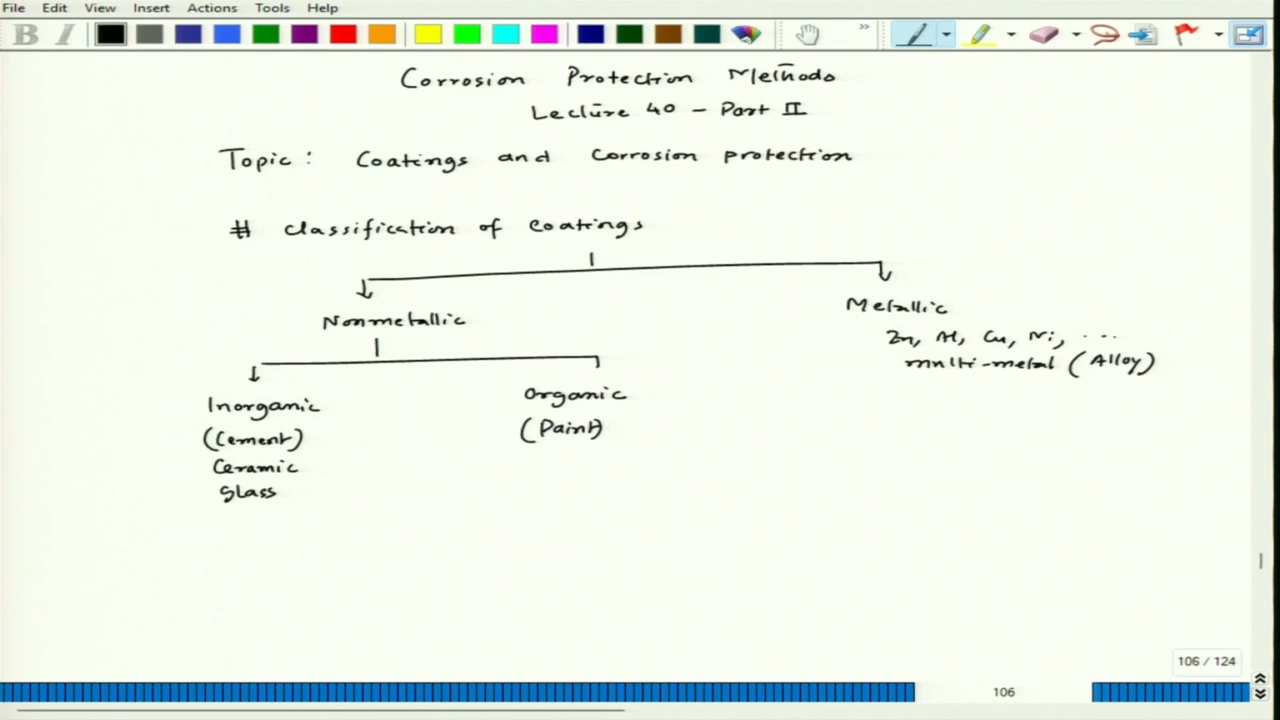 File Edit View Insert Actions Tools Help
B I
Corrosion Protection Methods
Lecture 40 - Part II
Topic: Coatings and Corrosion protection
# Classification of Coatings
Nonmetallic
Metallic
Zn, Al, Cu, Ni, ...
multi-metal (Alloy)
Inorganic
(Cement)
Ceramic
Glass
Organic
(Paint)
106 / 124
106